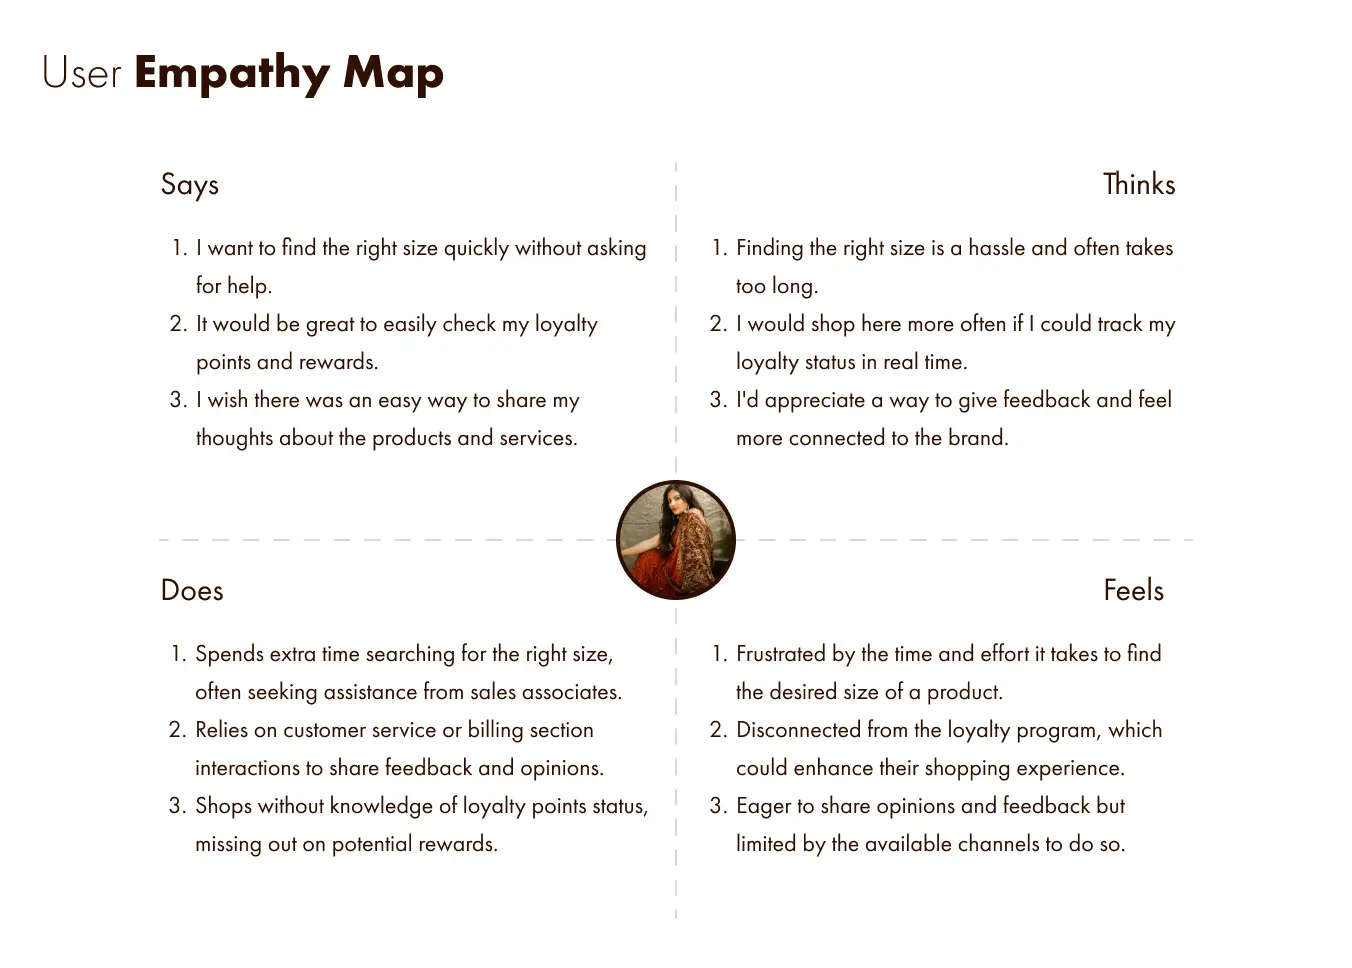 User Empathy Map
Says
1. I want to find the right size quickly without asking
for help.
2. It would be great to easily check my loyalty
points and rewards.
3. I wish there was an easy way to share my
thoughts about the products and services.
Thinks
1. Finding the right size is a hassle and often takes
too long.
2. I would shop here more often if I could track my
loyalty status in real time.
3. I'd appreciate a way to give feedback and feel
more connected to the brand.
Does
1. Spends extra time searching for the right size,
often seeking assistance from sales associates.
2. Relies on customer service or billing section
interactions to share feedback and opinions.
3. Shops without knowledge of loyalty points status,
missing out on potential rewards.
Feels
1. Frustrated by the time and effort it takes to find
the desired size of a product.
2. Disconnected from the loyalty program, which
could enhance their shopping experience.
3. Eager to share opinions and feedback but
limited by the available channels to do so.